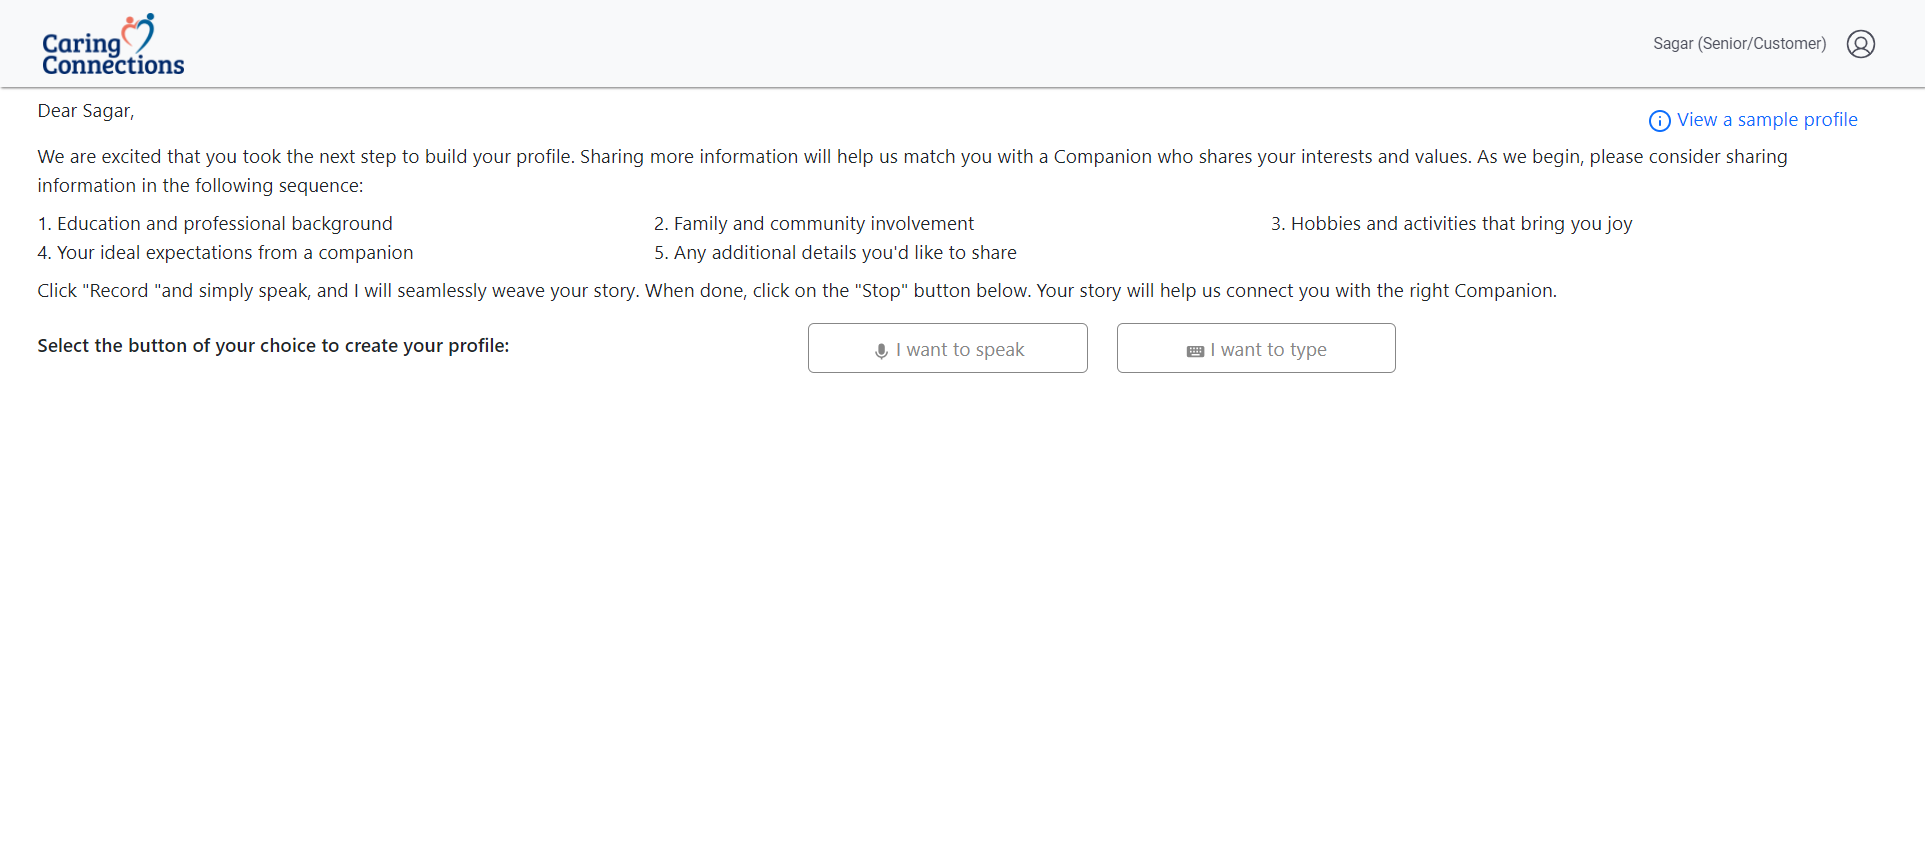 Caring
Connections
Sagar (Senior/Customer)
Dear Sagar,
View a sample profile
We are excited that you took the next step to build your profile. Sharing more information will help us match you with a Companion who shares your interests and values. As we begin, please consider sharing
information in the following sequence:
1. Education and professional background
2. Family and community involvement
3. Hobbies and activities that bring you joy
4. Your ideal expectations from a companion
5. Any additional details you'd like to share
Click "Record "and simply speak, and I will seamlessly weave your story. When done, click on the "Stop" button below. Your story will help us connect you with the right Companion.
Select the button of your choice to create your profile:
I want to speak
I want to type